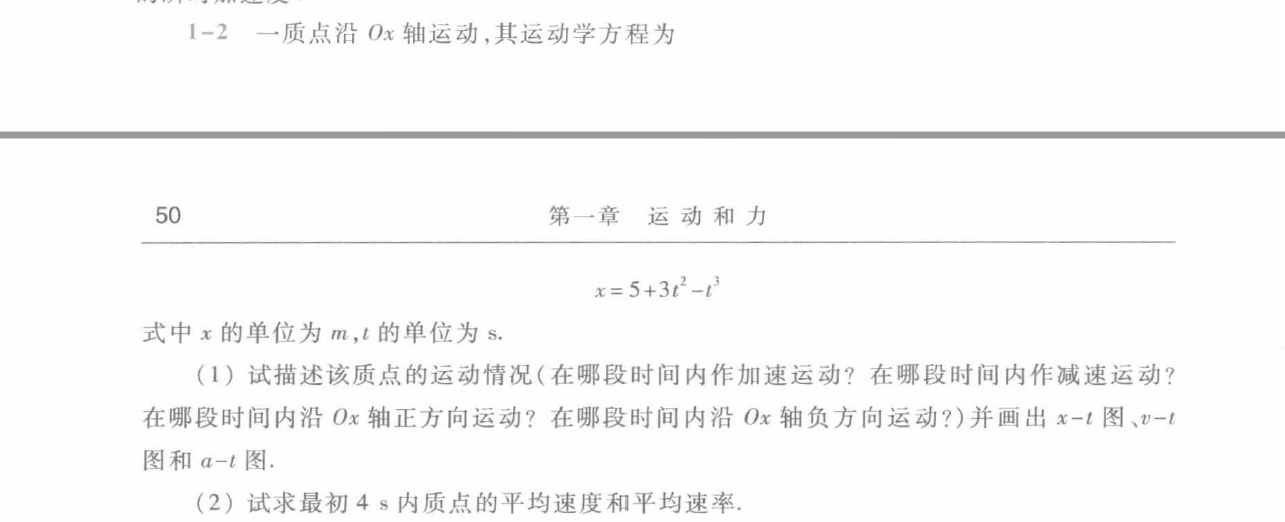 1-2 一质点沿 Ox 轴运动,其运动学方程为
50 第一章 运动和力
x=5+3t²-t³
式中 x 的单位为 m,t 的单位为 s.
(1) 试描述该质点的运动情况(在哪段时间内作加速运动? 在哪段时间内作减速运动?
在哪段时间内沿 Ox 轴正方向运动? 在哪段时间内沿 Ox 轴负方向运动?)并画出 x-t 图、v-t
图和 a-t 图.
(2) 试求最初 4 s 内质点的平均速度和平均速率.